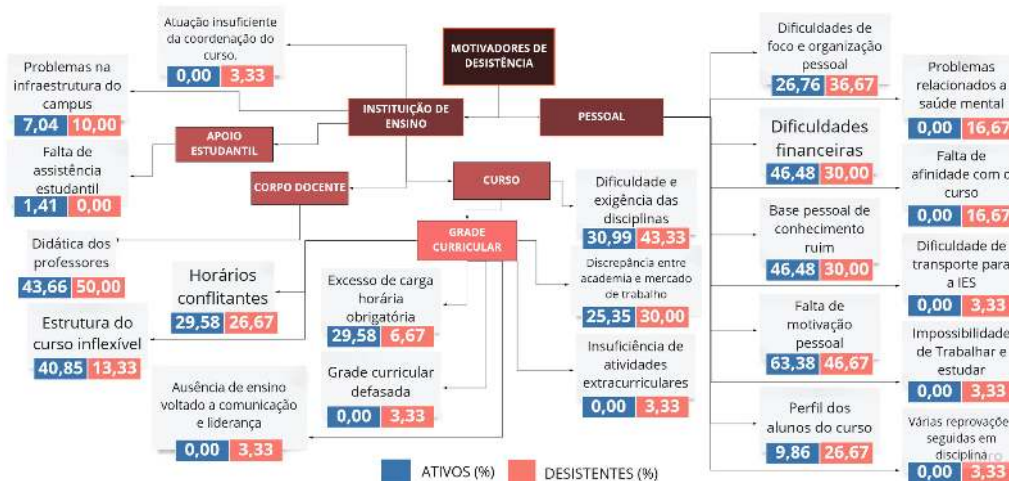 Atuação insuficiente
da coordenação do
curso.
0,00 3,33
MOTIVADORES DE
DESISTÊNCIA
Dificuldades
de foco e organização
pessoal
26,76 36,67
Problemas na
infraestrutura do
campus
7,04 10,00
INSTITUIÇÃO DE
ENSINO
PESSOAL
Problemas
relacionados a
saúde mental
0,00 16,67
APOIO
ESTUDANTIL
Falta de
assistência
estudantil
1,41 0,00
Dificuldades
financeiras
46,48 30,00
CORPO DOCENTE
CURSO
Falta de
afinidade com o
curso
0,00 16,67
Dificuldade e
exigência das
disciplinas
30,99 43,33
Base pessoal de
conhecimento
ruim
46,48 30,00
GRADE
CURRICULAR
Didática dos
professores
43,66 50,00
Horários
conflitantes
29,58 26,67
Excesso de carga
horária
obrigatória
29,58 6,67
Discrepância entre
academia e mercado
de trabalho
25,35 30,00
Dificuldade de
transporte para
a IES
0,00 3,33
Estrutura do
curso inflexível
40,85 13,33
Falta de
motivação
pessoal
63,38 46,67
Impossibilidade
de Trabalhar e
estudar
0,00 3,33
Insuficiência de
atividades
extracurriculares
0,00 3,33
Grade curricular
defasada
0,00 3,33
Ausência de ensino
voltado a comunicação
e liderança
0,00 3,33
Perfil dos
alunos do curso
9,86 26,67
Várias reprovações
seguidas em
disciplina
0,00 3,33
ATIVOS (%) DESISTENTES (%)